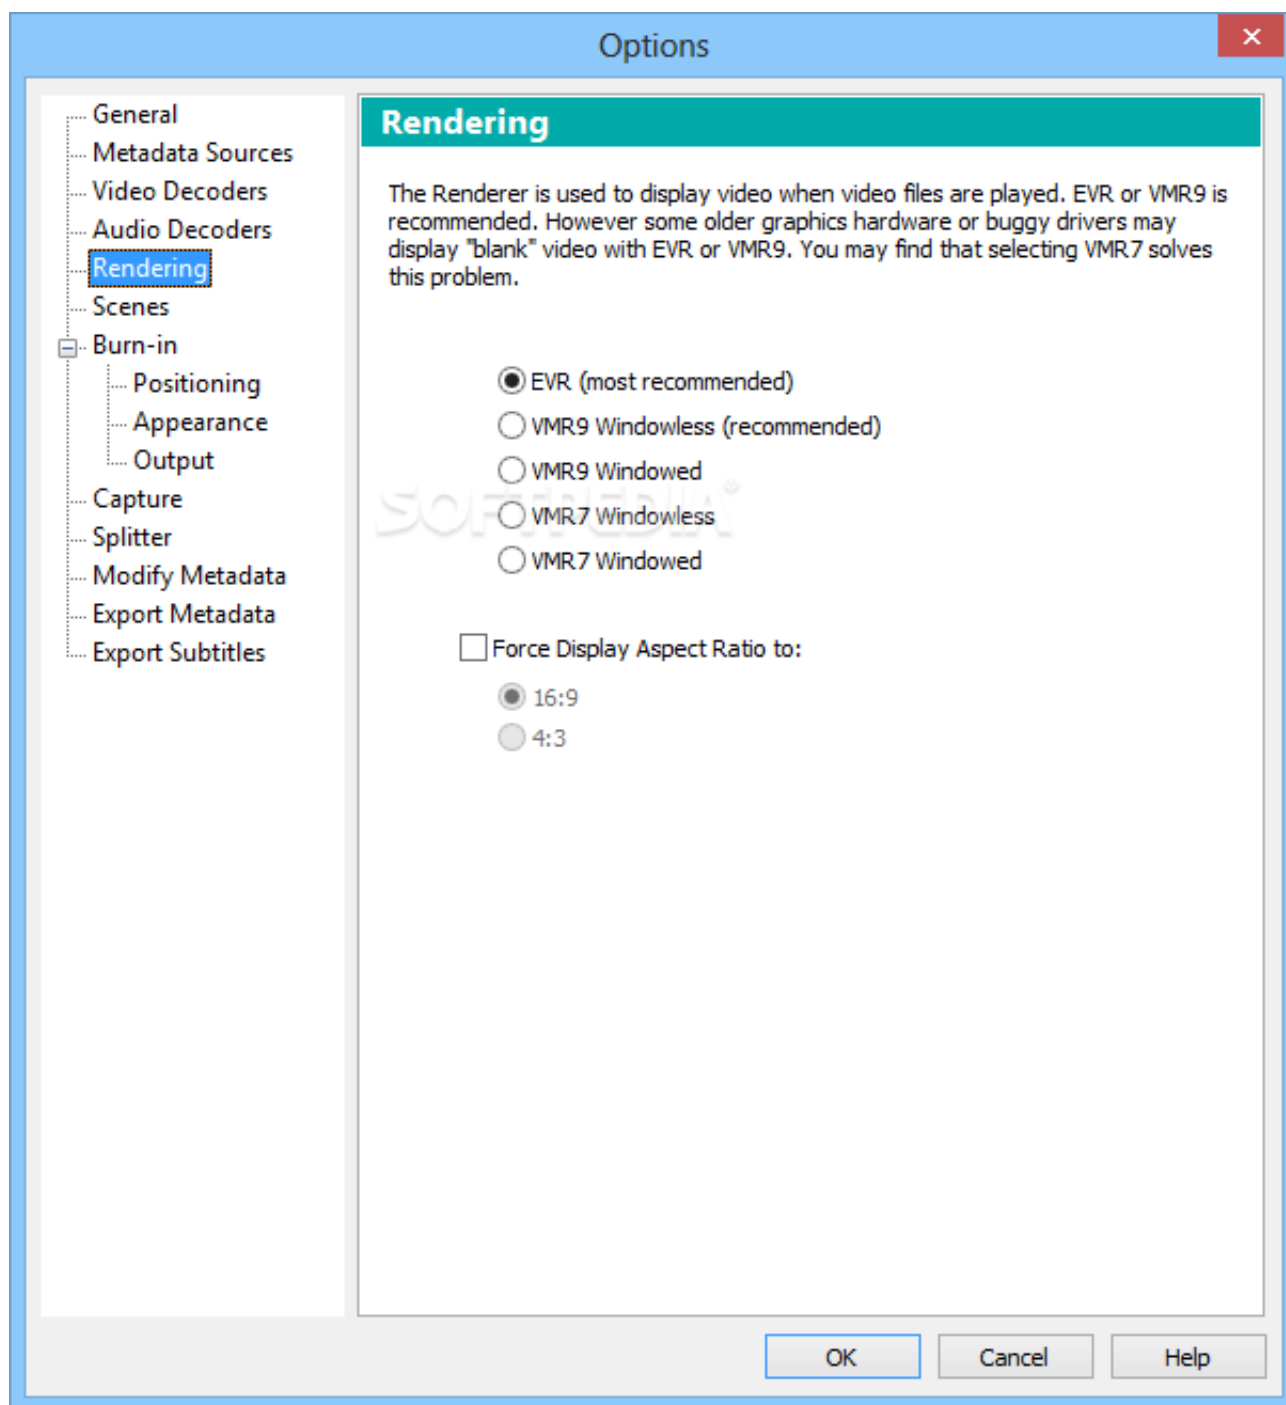 Options
General
Metadata Sources
Video Decoders
Audio Decoders
Rendering
Scenes
Burn-in
Positioning
Appearance
Output
Capture
Splitter
Modify Metadata
Export Metadata
Export Subtitles
Rendering
The Renderer is used to display video when video files are played. EVR or VMR9 is
recommended. However some older graphics hardware or buggy drivers may
display "blank" video with EVR or VMR9. You may find that selecting VMR7 solves
this problem.
EVR (most recommended)
VMR9 Windowless (recommended)
VMR9 Windowed
SOFTPEDIA®
VMR7 Windowless
VMR7 Windowed
Force Display Aspect Ratio to:
16:9
4:3
OK
Cancel
Help